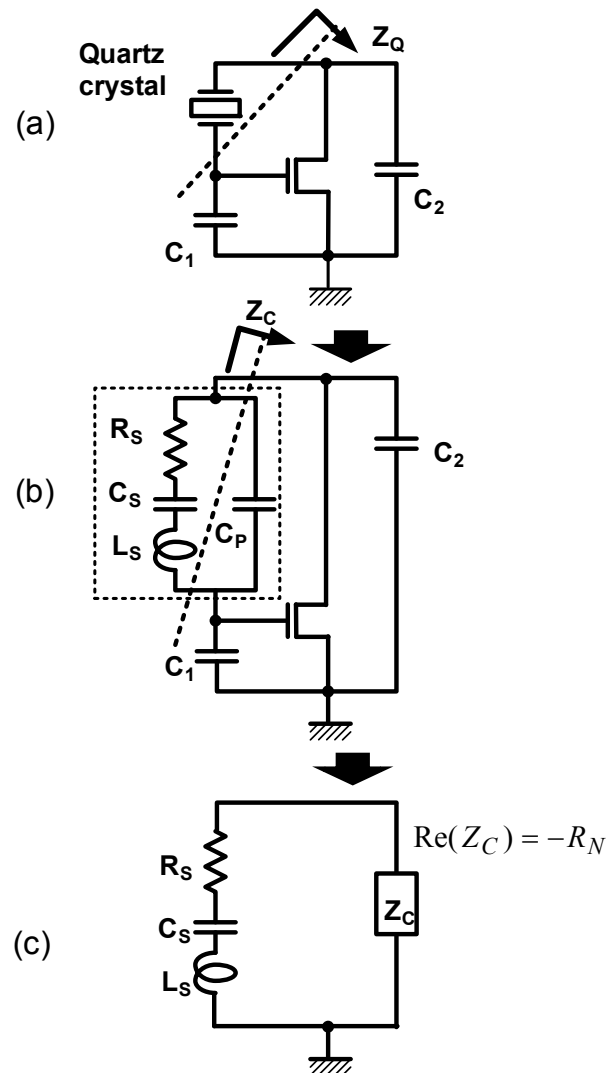 (a)
Quartz
crystal
Z_Q
C_1
C_2
(b)
Z_C
R_S
C_S
L_S
C_P
C_1
C_2
(c)
R_S
C_S
L_S
Z_C
Re(Z_C) = −R_N